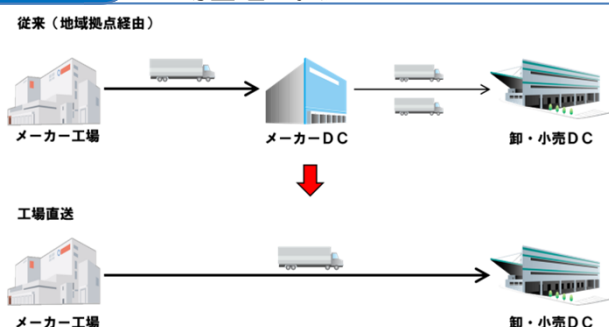 従来（地域拠点経由）
メーカー工場
メーカーＤＣ
卸・小売ＤＣ
工場直送
メーカー工場
卸・小売ＤＣ